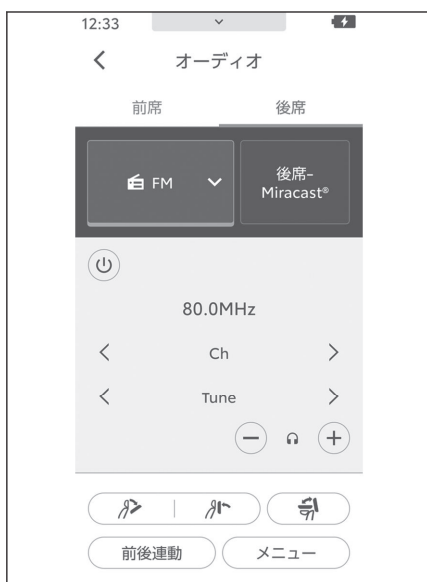 12:33
オーディオ
前席
後席
FM
後席-
Miracast®
80.0MHz
Ch
Tune
前後連動
メニュー